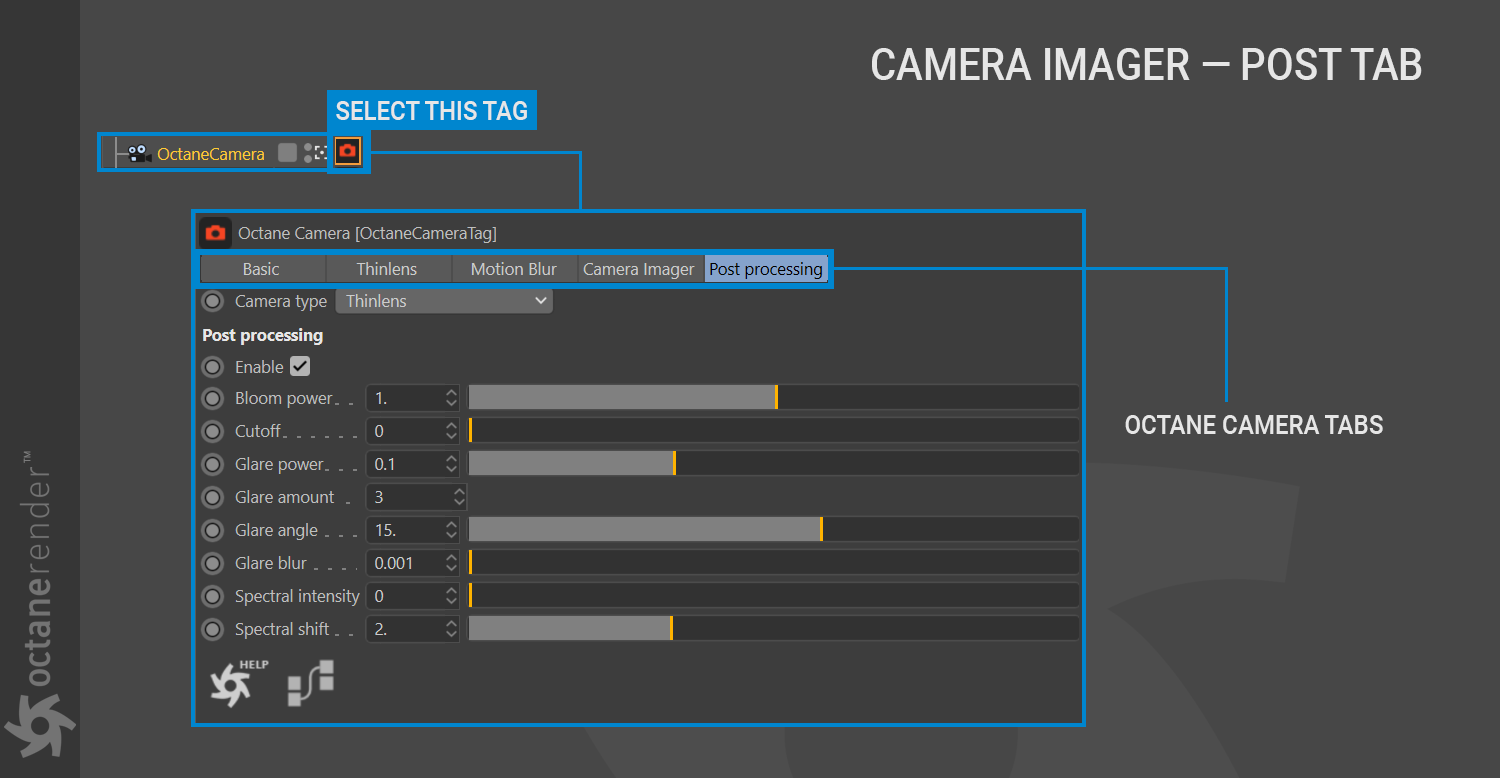 CAMERA IMAGER — POST TAB
SELECT THIS TAG
OctaneCamera
Octane Camera [OctaneCameraTag]
Basic Thinlens Motion Blur Camera Imager Post processing
Camera type Thinlens
Post processing
Enable
Bloom power 1.
Cutoff 0
Glare power 0.1
Glare amount 3
Glare angle 15.
Glare blur 0.001
Spectral intensity 0
Spectral shift 2.
HELP
OCTANE CAMERA TABS
octanerender™